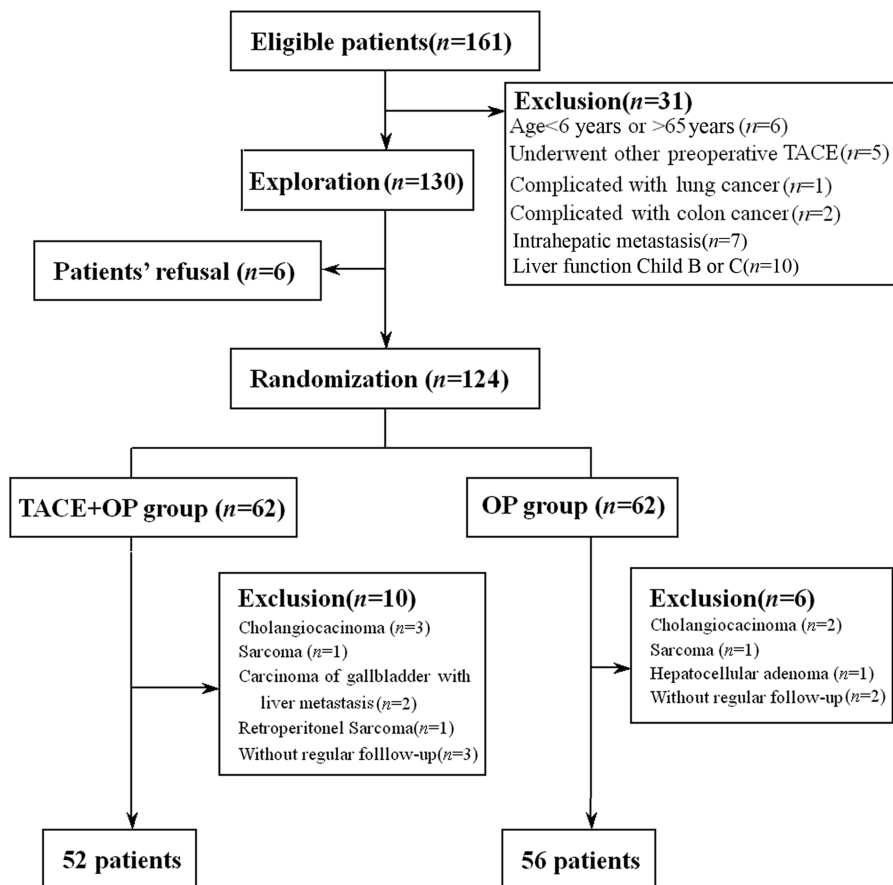 Eligible patients(n=161)
Exclusion(n=31)
Age<6 years or >65 years (n=6)
Underwent other preoperative TACE(n=5)
Complicated with lung cancer(n=1)
Complicated with colon cancer(n=2)
Intrahepatic metastasis(n=7)
Liver function Child B or C(n=10)
Exploration (n=130)
Patients' refusal (n=6)
Randomization (n=124)
TACE+OP group (n=62)
OP group (n=62)
Exclusion(n=10)
Cholangiocacinoma (n=3)
Sarcoma (n=1)
Carcinoma of gallbladder with
liver metastasis(n=2)
Retroperitonel Sarcoma(n=1)
Without regular folllow-up(n=3)
Exclusion(n=6)
Cholangiocacinoma (n=2)
Sarcoma (n=1)
Hepatocellular adenoma (n=1)
Without regular follow-up(n=2)
52 patients
56 patients